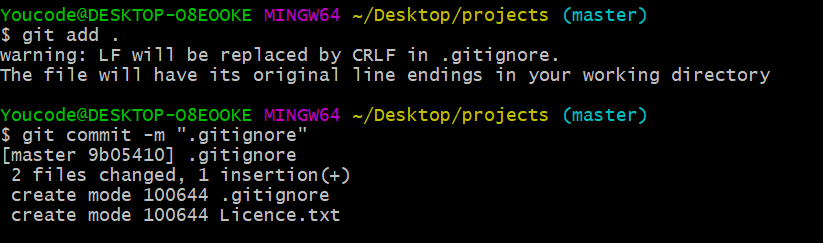 Youcode@DESKTOP-O8EOOKE MINGW64 ~/Desktop/projects (master)
$ git add .
warning: LF will be replaced by CRLF in .gitignore.
The file will have its original line endings in your working directory
Youcode@DESKTOP-O8EOOKE MINGW64 ~/Desktop/projects (master)
$ git commit -m ".gitignore"
[master 9b05410] .gitignore
 2 files changed, 1 insertion(+)
 create mode 100644 .gitignore
 create mode 100644 Licence.txt